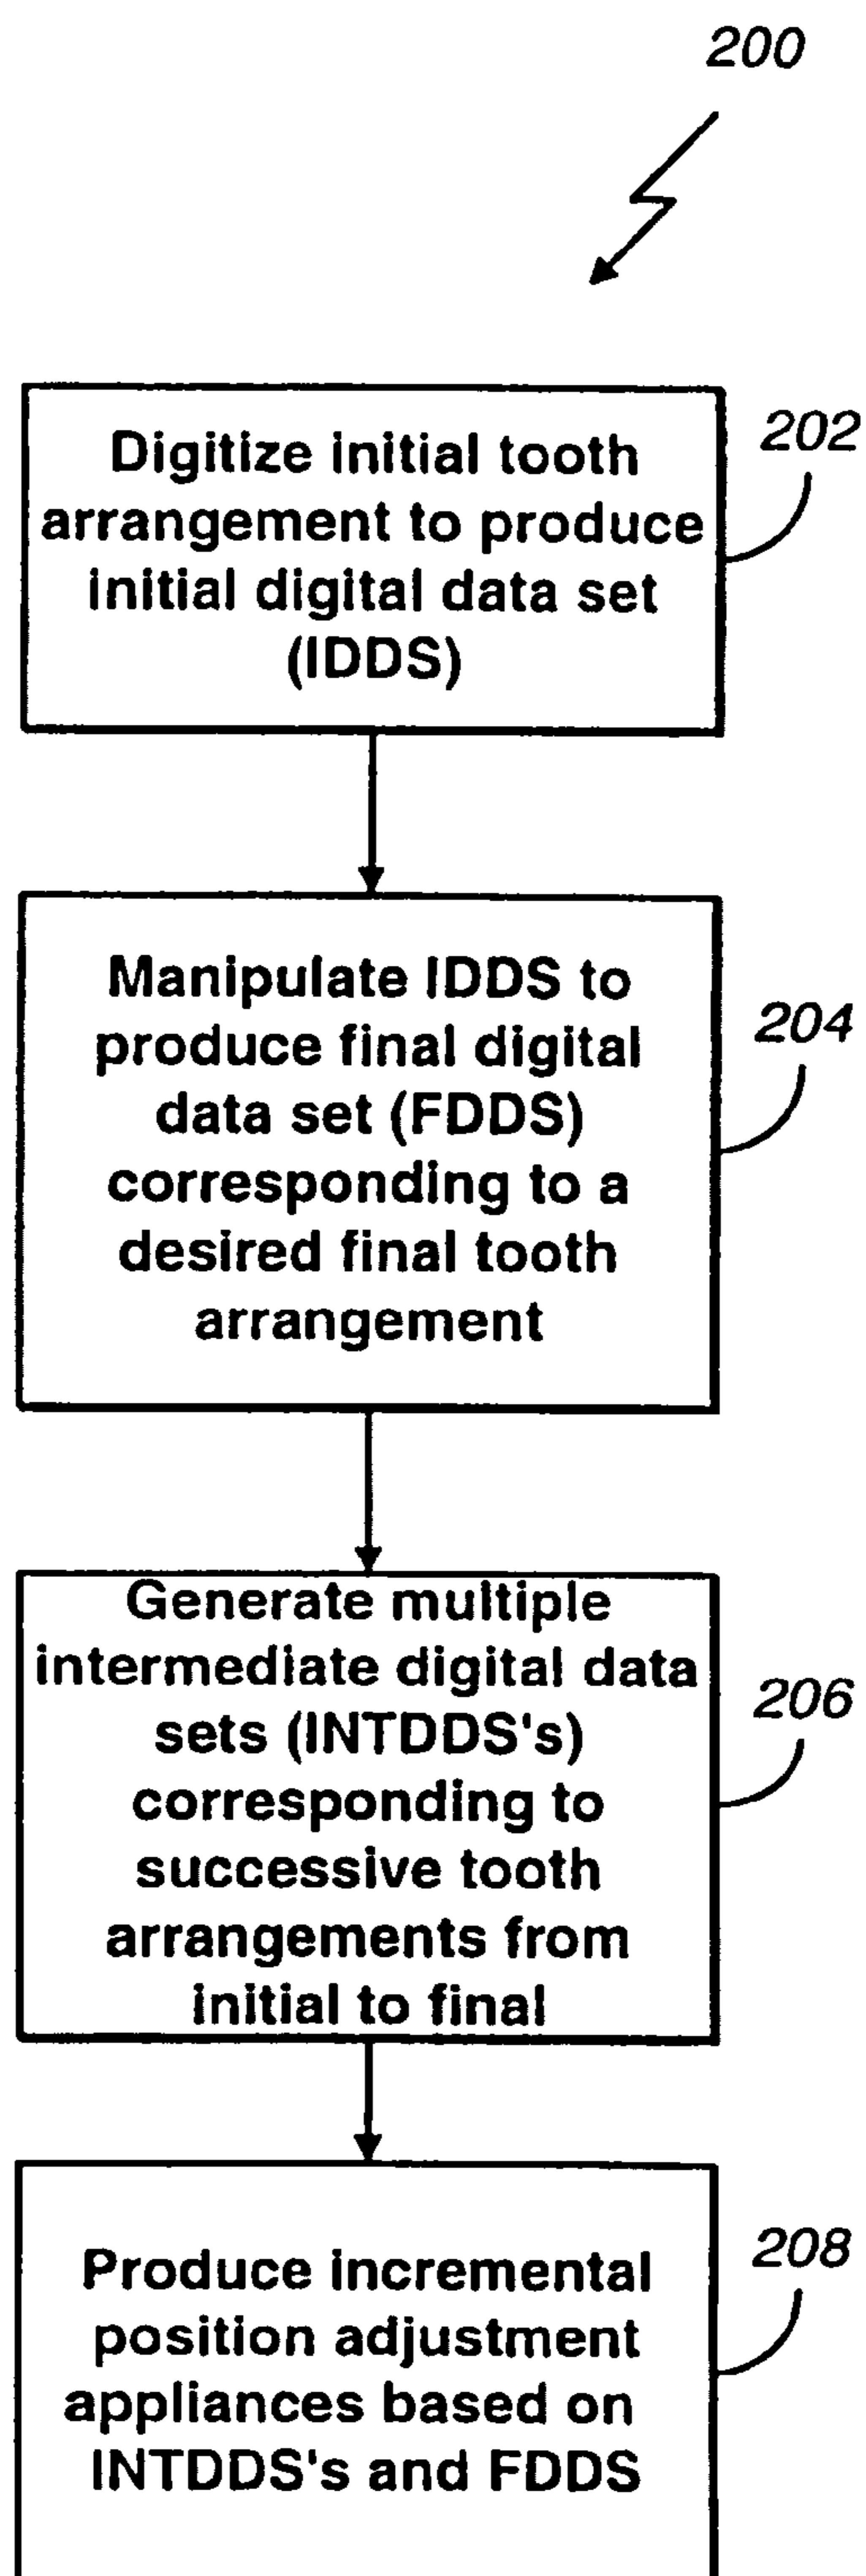 200
Digitize initial tooth
arrangement to produce
initial digital data set
(IDDS)
202
Manipulate IDDS to
produce final digital
data set (FDDS)
corresponding to a
desired final tooth
arrangement
204
Generate multiple
intermediate digital data
sets (INTDDS's)
corresponding to
successive tooth
arrangements from
initial to final
206
Produce incremental
position adjustment
appliances based on
INTDDS's and FDDS
208